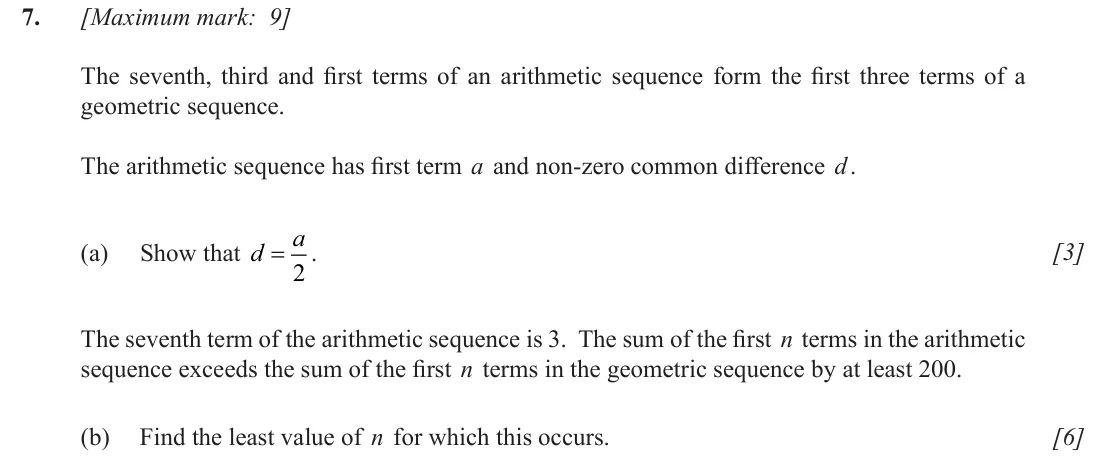 7. [Maximum mark: 9]
The seventh, third and first terms of an arithmetic sequence form the first three terms of a
geometric sequence.
The arithmetic sequence has first term a and non-zero common difference d.
(a) Show that d = a/2. [3]
The seventh term of the arithmetic sequence is 3. The sum of the first n terms in the arithmetic
sequence exceeds the sum of the first n terms in the geometric sequence by at least 200.
(b) Find the least value of n for which this occurs. [6]